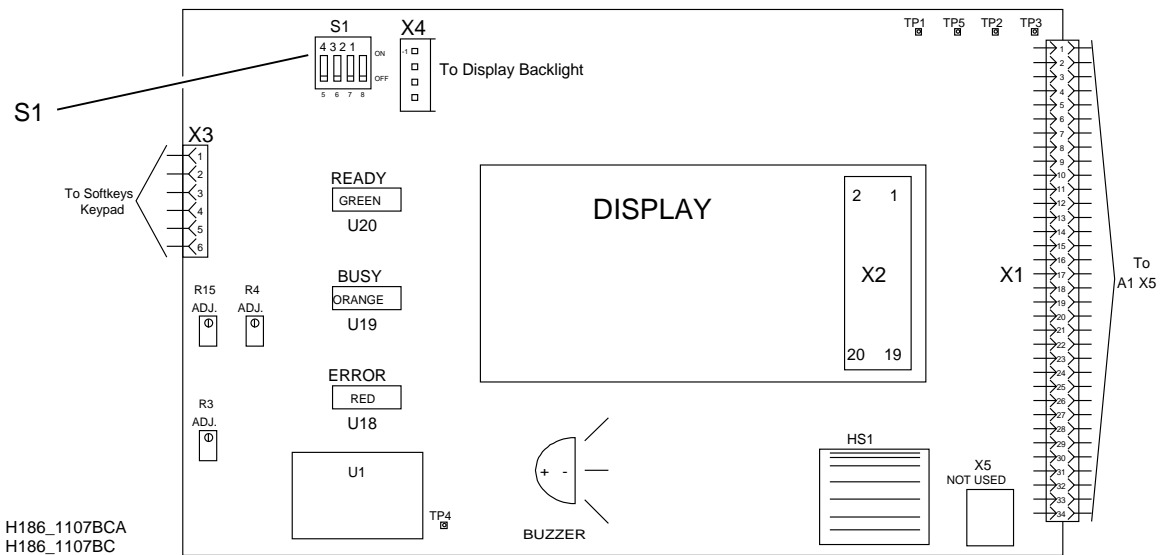 S1
X4
TP1 TP5 TP2 TP3
4 3 2 1
ON
OFF
5 6 7 8
-1
To Display Backlight
S1
X3
1
2
3
4
5
6
To Softkeys
Keypad
READY
GREEN
U20
BUSY
ORANGE
U19
ERROR
RED
U18
R15
ADJ.
R4
ADJ.
R3
ADJ.
DISPLAY
2 1
X2
20 19
X1
1
2
3
4
5
6
7
8
9
10
11
12
13
14
15
16
17
18
19
20
21
22
23
24
25
26
27
28
29
30
31
32
33
34
To
A1 X5
U1
TP4
+ -
BUZZER
HS1
X5
NOT USED
H186_1107BCA
H186_1107BC